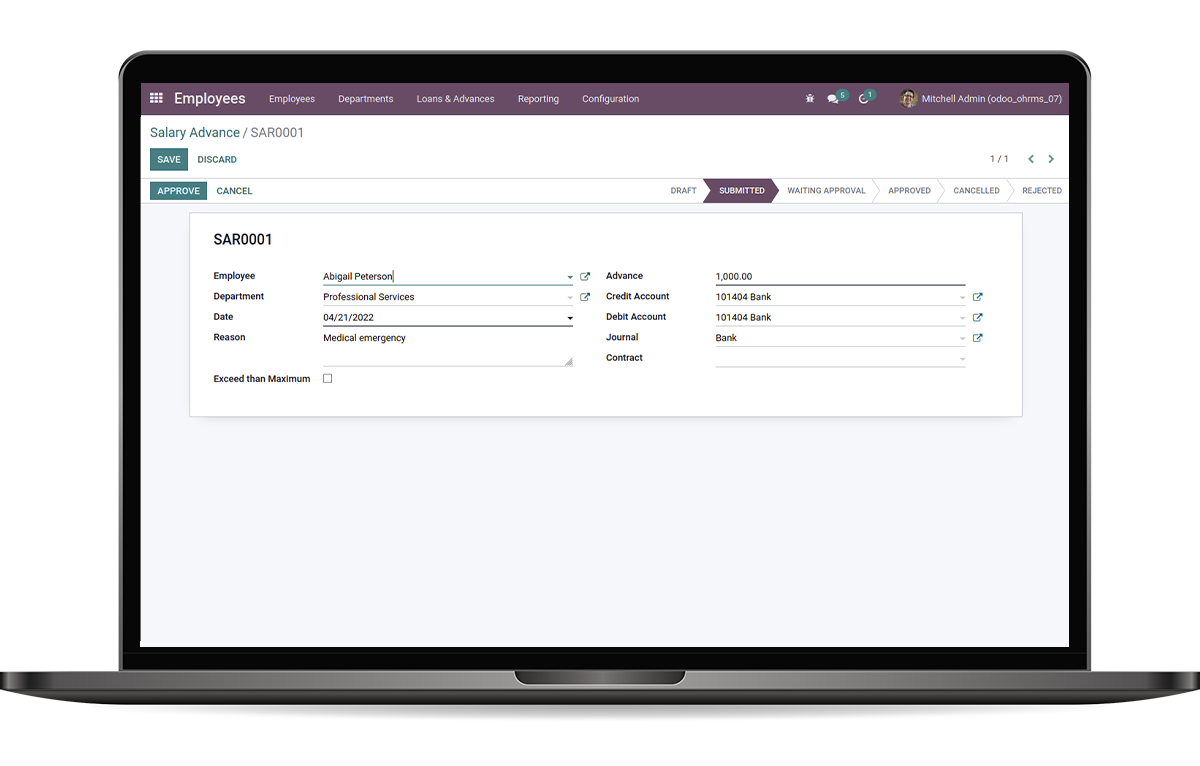 Employees Employees Departments Loans & Advances Reporting Configuration 5 1 Mitchell Admin (odoo_ohrms_07)
Salary Advance / SAR0001
SAVE DISCARD 1 / 1
APPROVE CANCEL DRAFT SUBMITTED WAITING APPROVAL APPROVED CANCELLED REJECTED
SAR0001
Employee Abigail Peterson Advance 1,000.00
Department Professional Services Credit Account 101404 Bank
Date 04/21/2022 Debit Account 101404 Bank
Reason Medical emergency Journal Bank
Contract
Exceed than Maximum